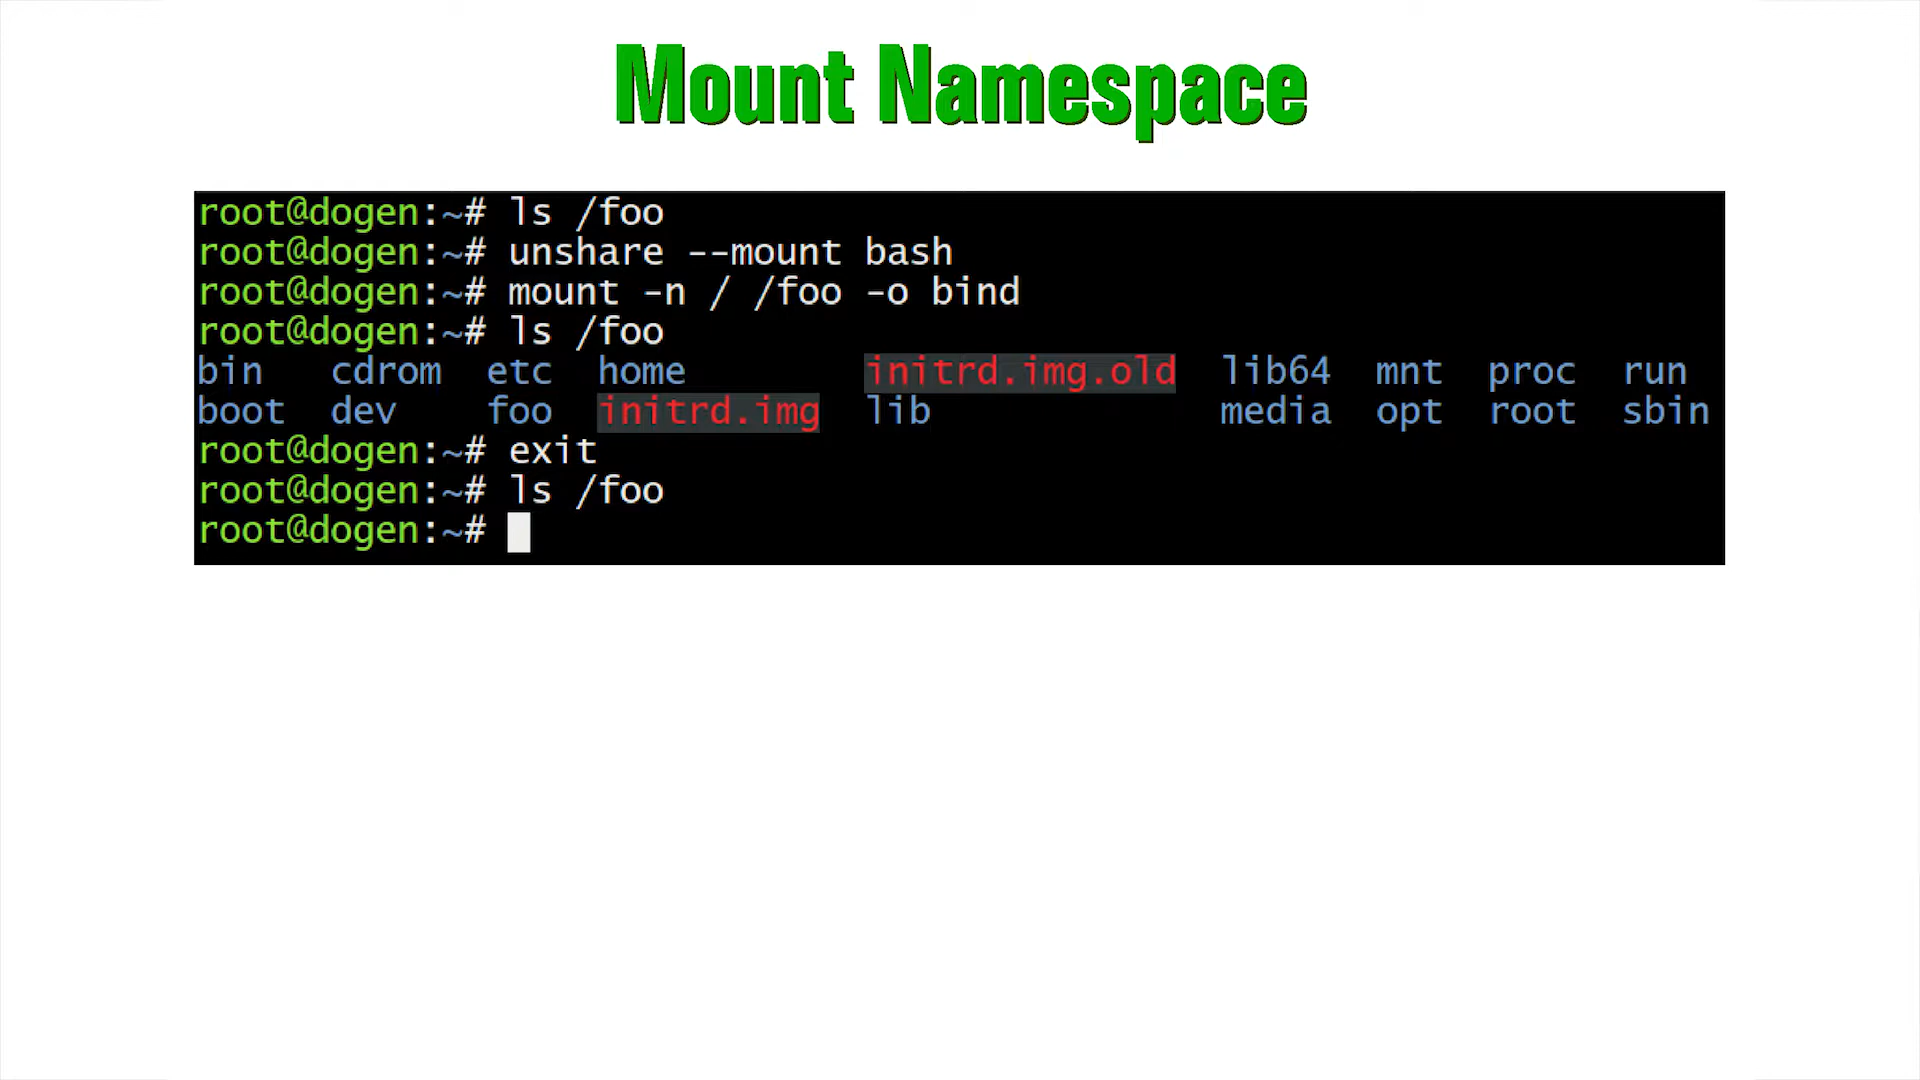 Mount Namespace
root@dogen:~# ls /foo
root@dogen:~# unshare --mount bash
root@dogen:~# mount -n / /foo -o bind
root@dogen:~# ls /foo
bin cdrom etc home initrd.img.old lib64 mnt proc run
boot dev foo initrd.img lib media opt root sbin
root@dogen:~# exit
root@dogen:~# ls /foo
root@dogen:~#